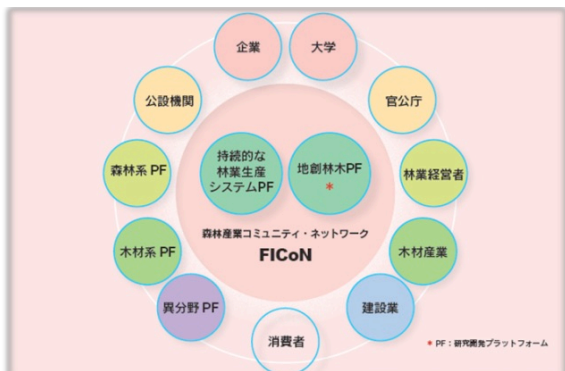 企業
大学
公設機関
官公庁
持続的な
林業生産
システムPF
地創林木PF
*
森林系 PF
林業経営者
森林産業コミュニティ・ネットワーク
FICoN
木材系 PF
木材産業
異分野 PF
建設業
消費者
* PF：研究開発プラットフォーム